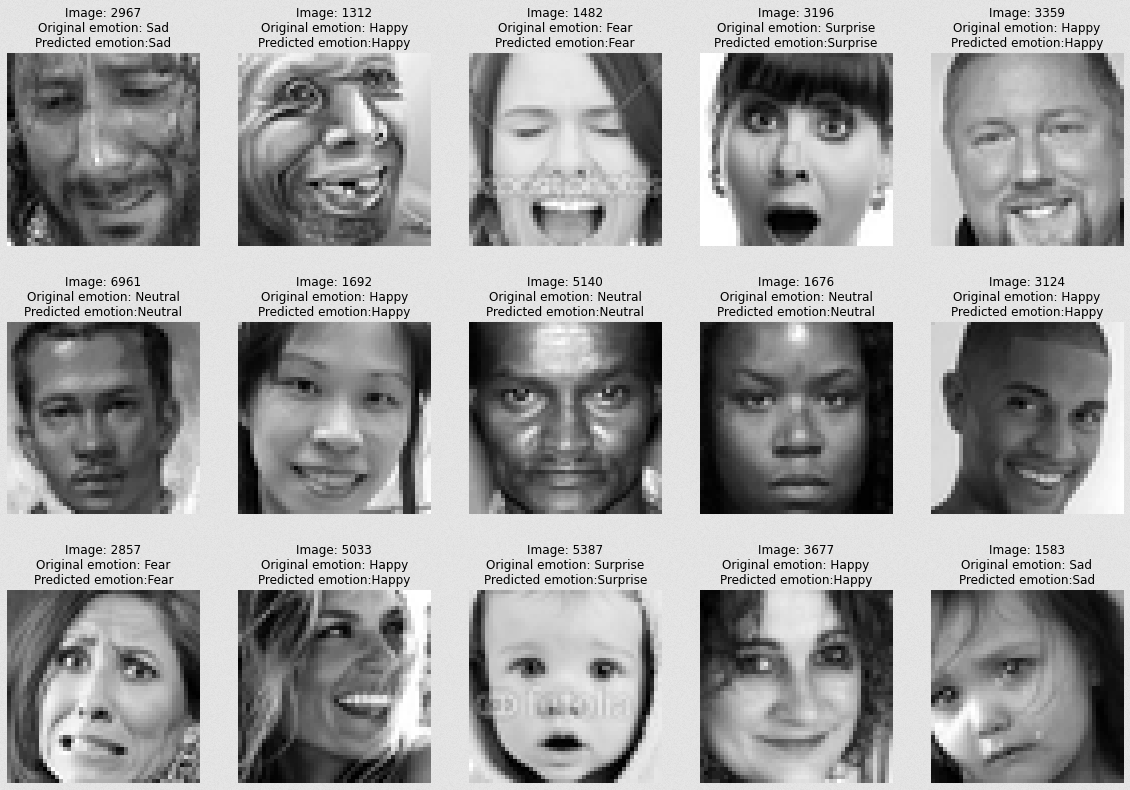 Image: 2967
Original emotion: Sad
Predicted emotion:Sad
Image: 1312
Original emotion: Happy
Predicted emotion:Happy
Image: 1482
Original emotion: Fear
Predicted emotion:Fear
Image: 3196
Original emotion: Surprise
Predicted emotion:Surprise
Image: 3359
Original emotion: Happy
Predicted emotion:Happy
Image: 6961
Original emotion: Neutral
Predicted emotion:Neutral
Image: 1692
Original emotion: Happy
Predicted emotion:Happy
Image: 5140
Original emotion: Neutral
Predicted emotion:Neutral
Image: 1676
Original emotion: Neutral
Predicted emotion:Neutral
Image: 3124
Original emotion: Happy
Predicted emotion:Happy
Image: 2857
Original emotion: Fear
Predicted emotion:Fear
Image: 5033
Original emotion: Happy
Predicted emotion:Happy
Image: 5387
Original emotion: Surprise
Predicted emotion:Surprise
Image: 3677
Original emotion: Happy
Predicted emotion:Happy
Image: 1583
Original emotion: Sad
Predicted emotion:Sad